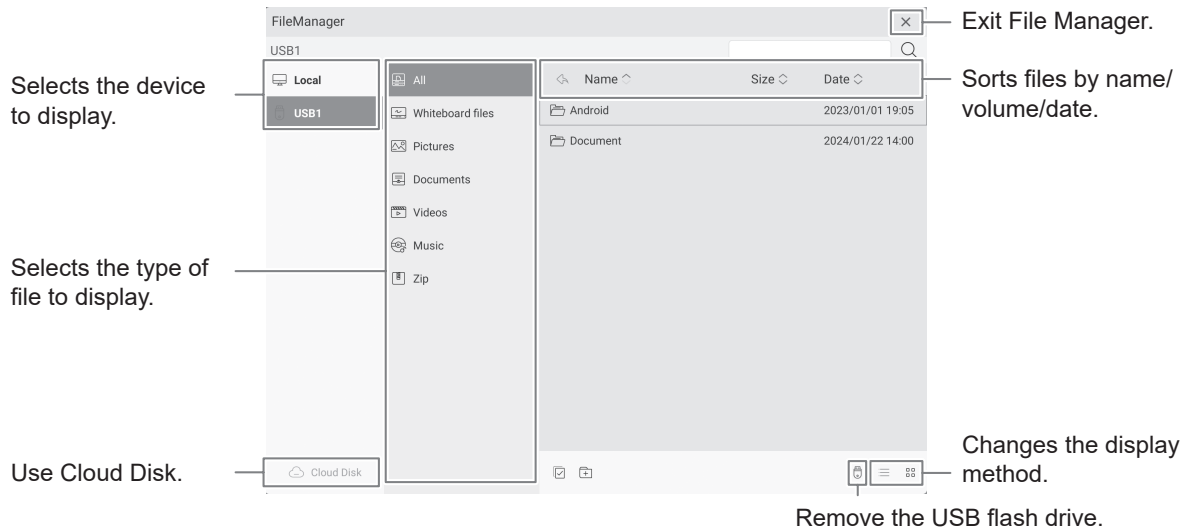 FileManager
Exit File Manager.
USB1
Selects the device
to display.
Local
USB1
All
Whiteboard files
Pictures
Documents
Videos
Music
Zip
Name
Size
Date
Sorts files by name/
volume/date.
Android
2023/01/01 19:05
Document
2024/01/22 14:00
Selects the type of
file to display.
Use Cloud Disk.
Cloud Disk
Changes the display
method.
Remove the USB flash drive.